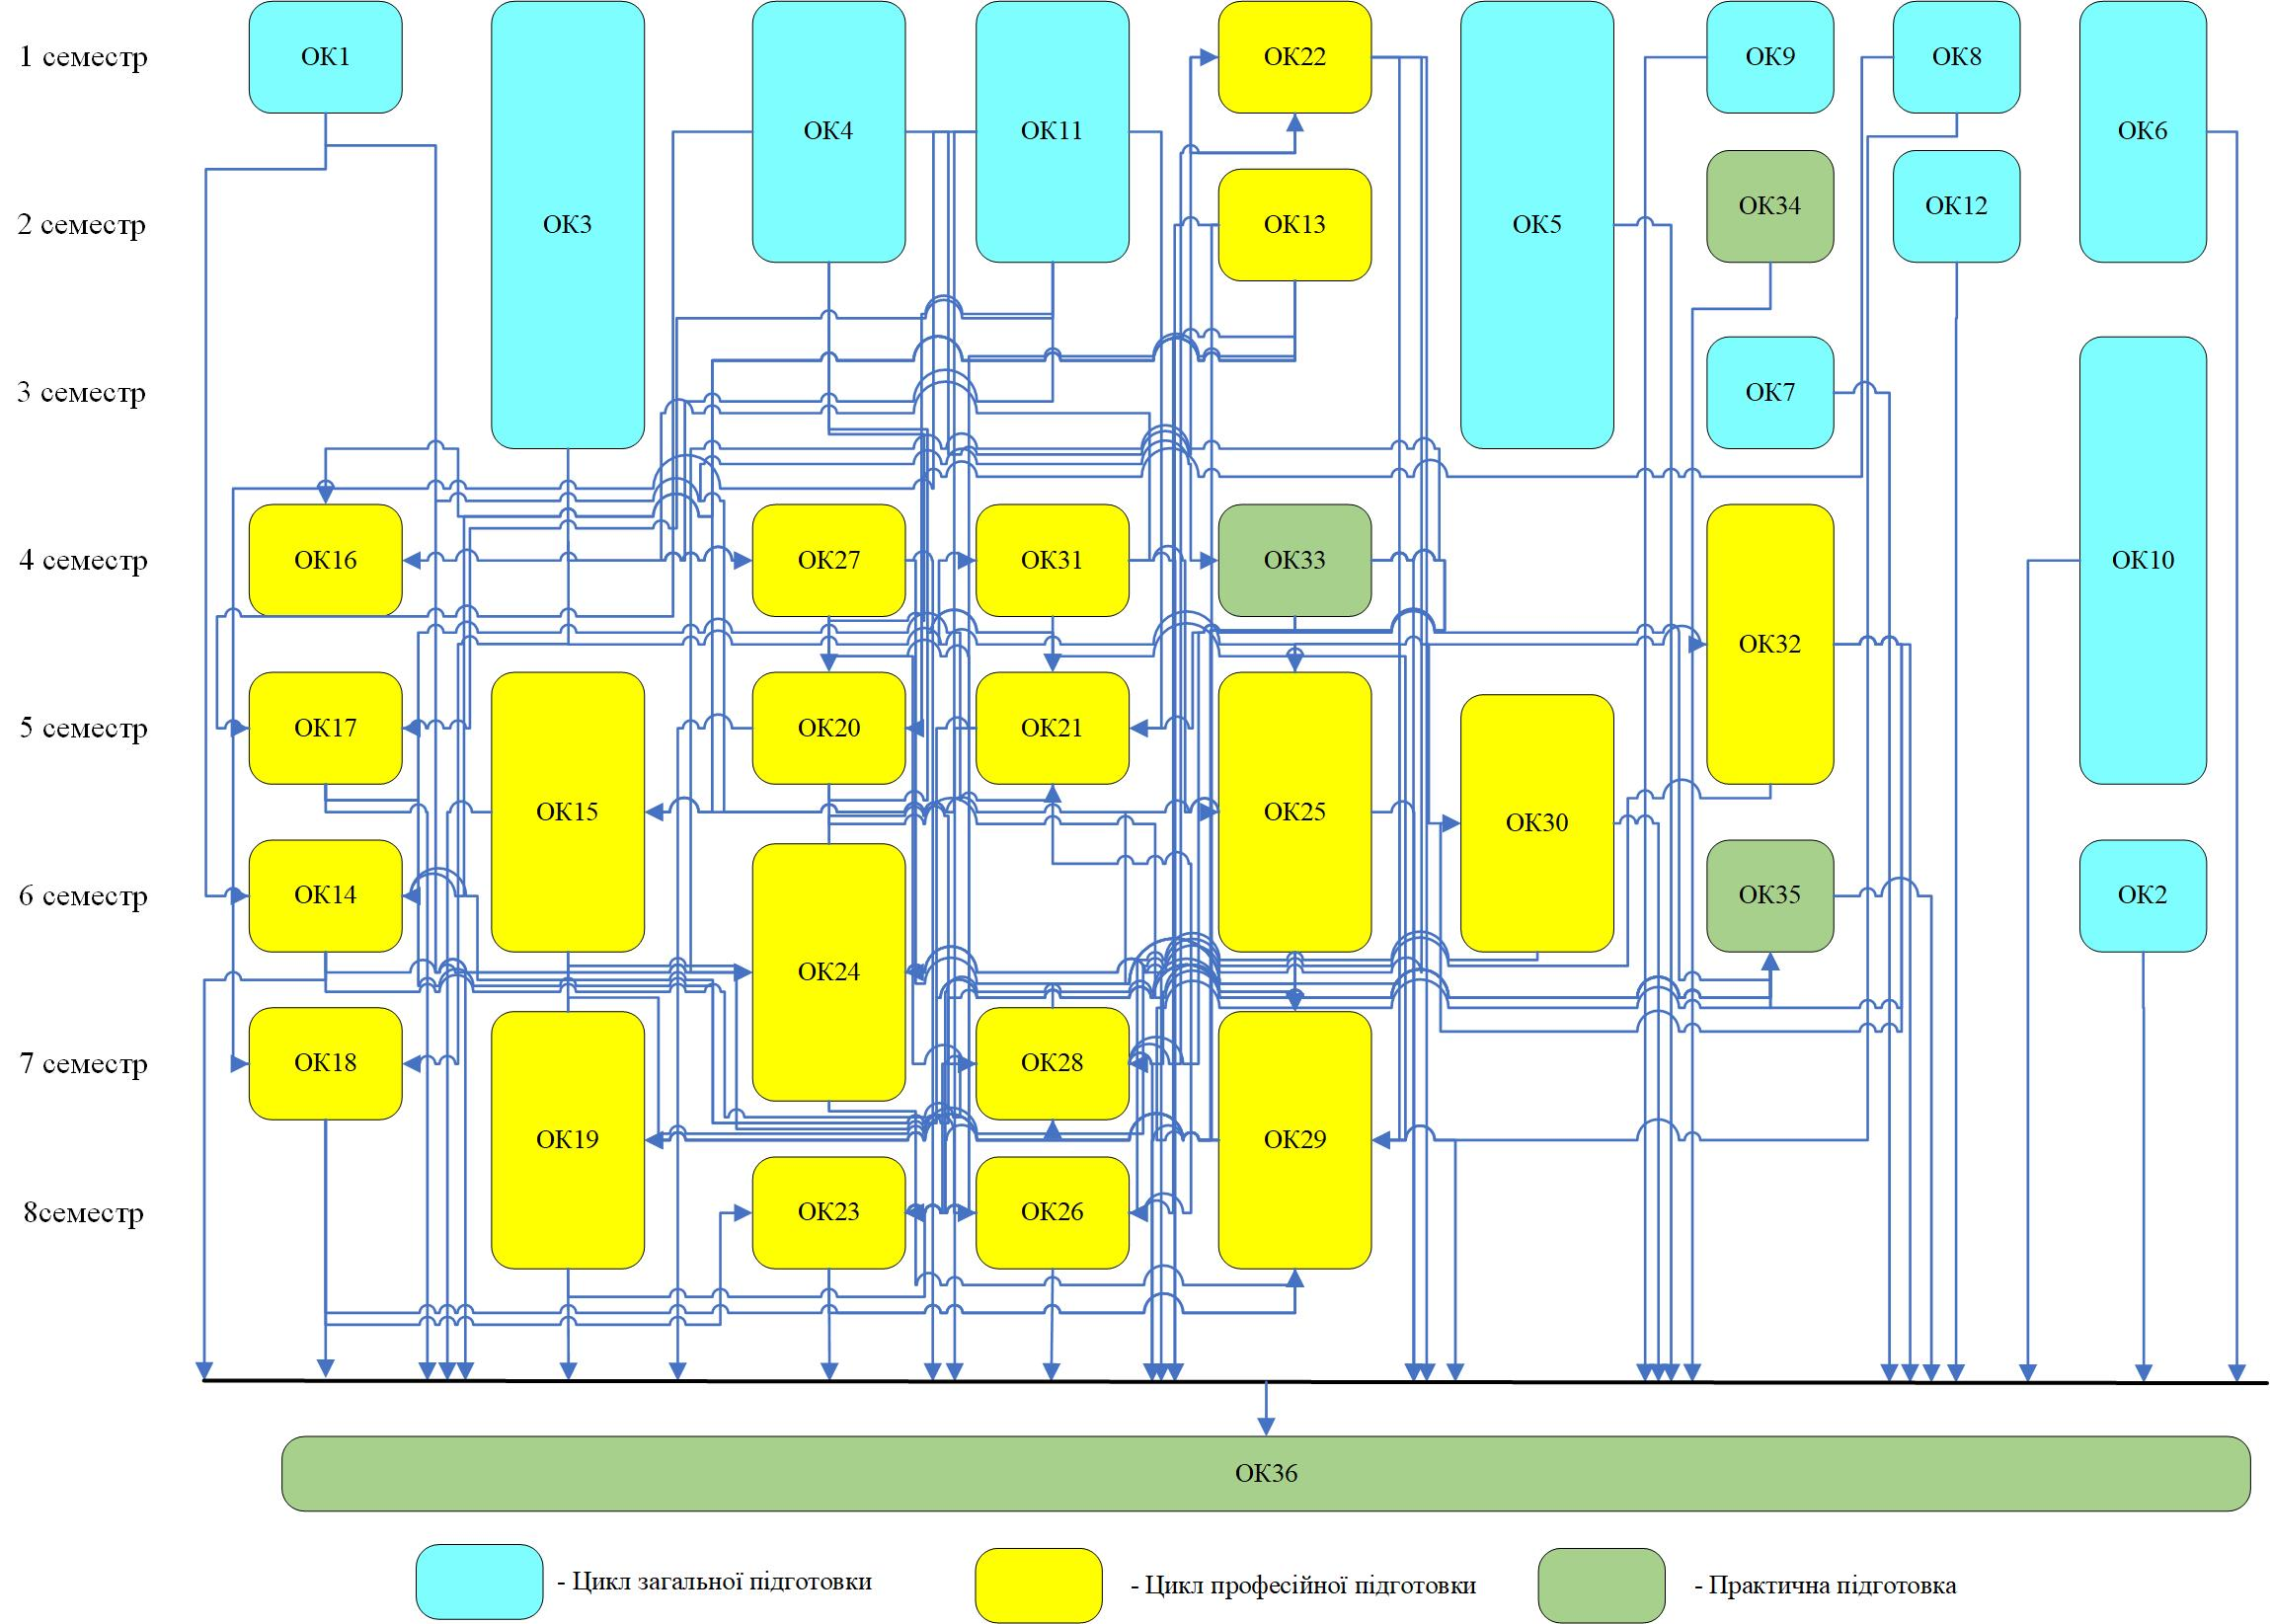 1 семестр
ОК1
ОК4
ОК11
ОК22
ОК9
ОК8
ОК6
2 семестр
ОК3
ОК13
ОК5
ОК34
ОК12
3 семестр
ОК7
4 семестр
ОК16
ОК27
ОК31
ОК33
ОК32
ОК10
5 семестр
ОК17
ОК15
ОК20
ОК21
ОК25
ОК30
6 семестр
ОК14
ОК24
ОК35
ОК2
7 семестр
ОК18
ОК19
ОК28
ОК29
8семестр
ОК23
ОК26
ОК36
- Цикл загальної підготовки
- Цикл професійної підготовки
- Практична підготовка